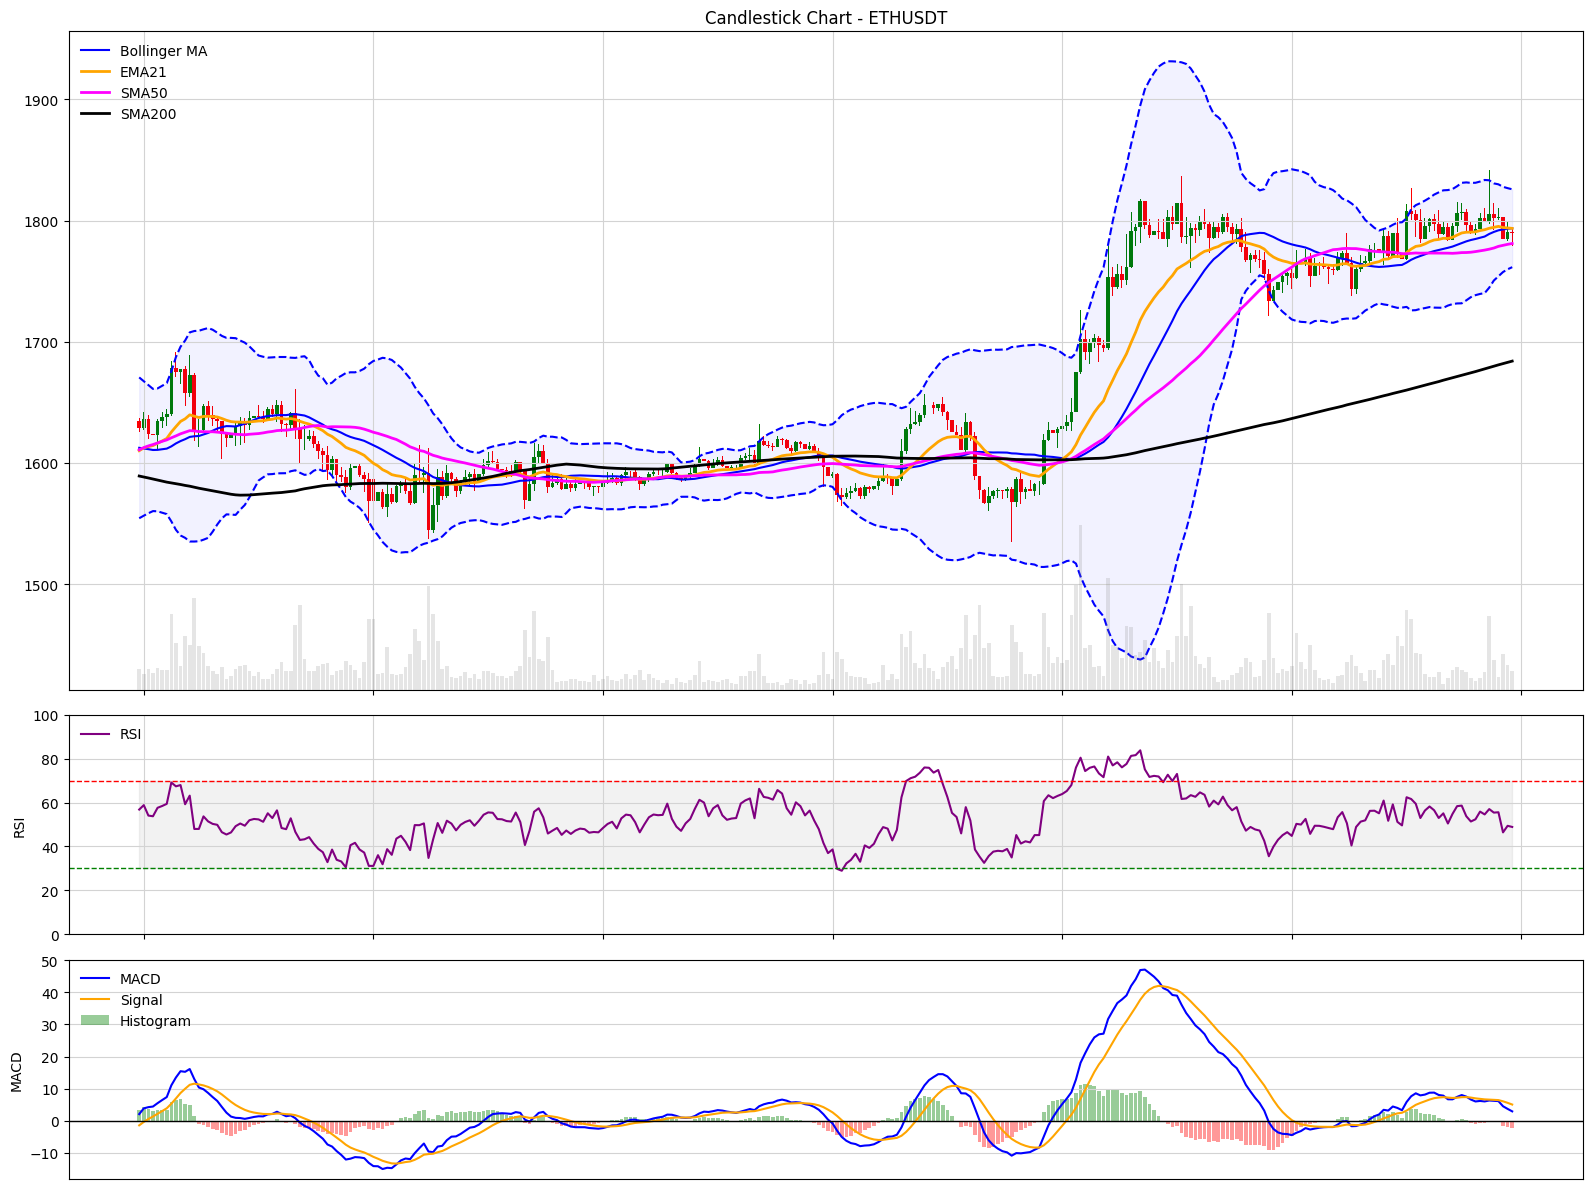 Candlestick Chart - ETHUSDT
Bollinger MA
EMA21
SMA50
SMA200
1900
1800
1700
1600
1500
RSI
RSI
100
80
60
40
20
0
MACD
Signal
Histogram
MACD
50
40
30
20
10
0
−10